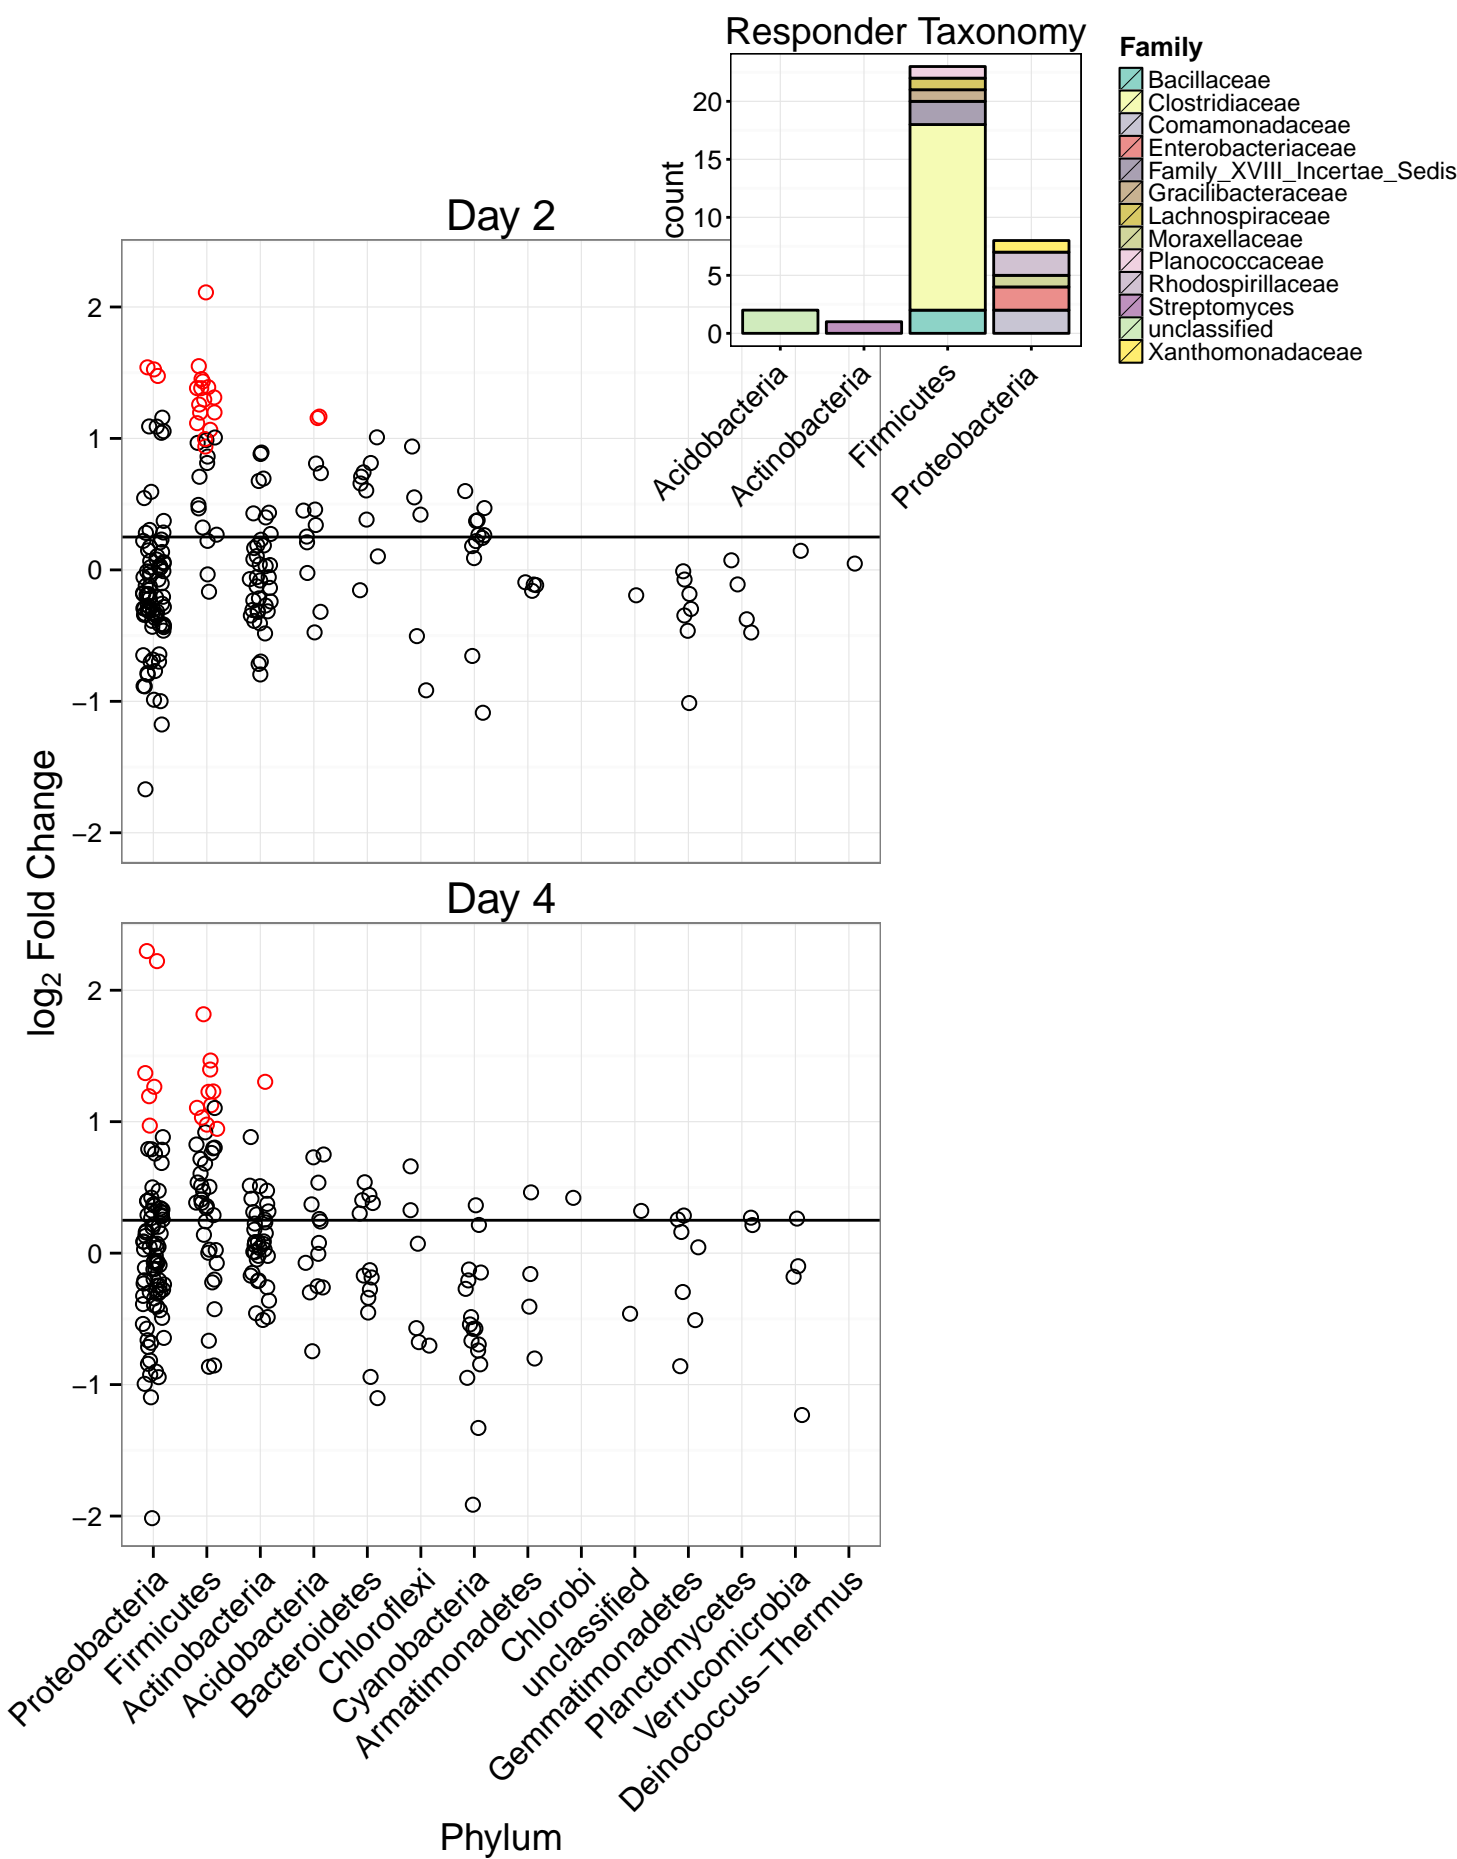 Responder Taxonomy
count
20
15
10
5
0
Acidobacteria
Actinobacteria
Firmicutes
Proteobacteria
Family
Bacillaceae
Clostridiaceae
Comamonadaceae
Enterobacteriaceae
Family_XVIII_Incertae_Sedis
Gracilibacteraceae
Lachnospiraceae
Moraxellaceae
Planococcaceae
Rhodospirillaceae
Streptomyces
unclassified
Xanthomonadaceae
Day 2
2
1
0
−1
−2
log2 Fold Change
Day 4
2
1
0
−1
−2
Proteobacteria
Firmicutes
Actinobacteria
Acidobacteria
Bacteroidetes
Chloroflexi
Cyanobacteria
Armatimonadetes
Chlorobi
unclassified
Gemmatimonadetes
Planctomycetes
Verrucomicrobia
Deinococcus−Thermus
Phylum